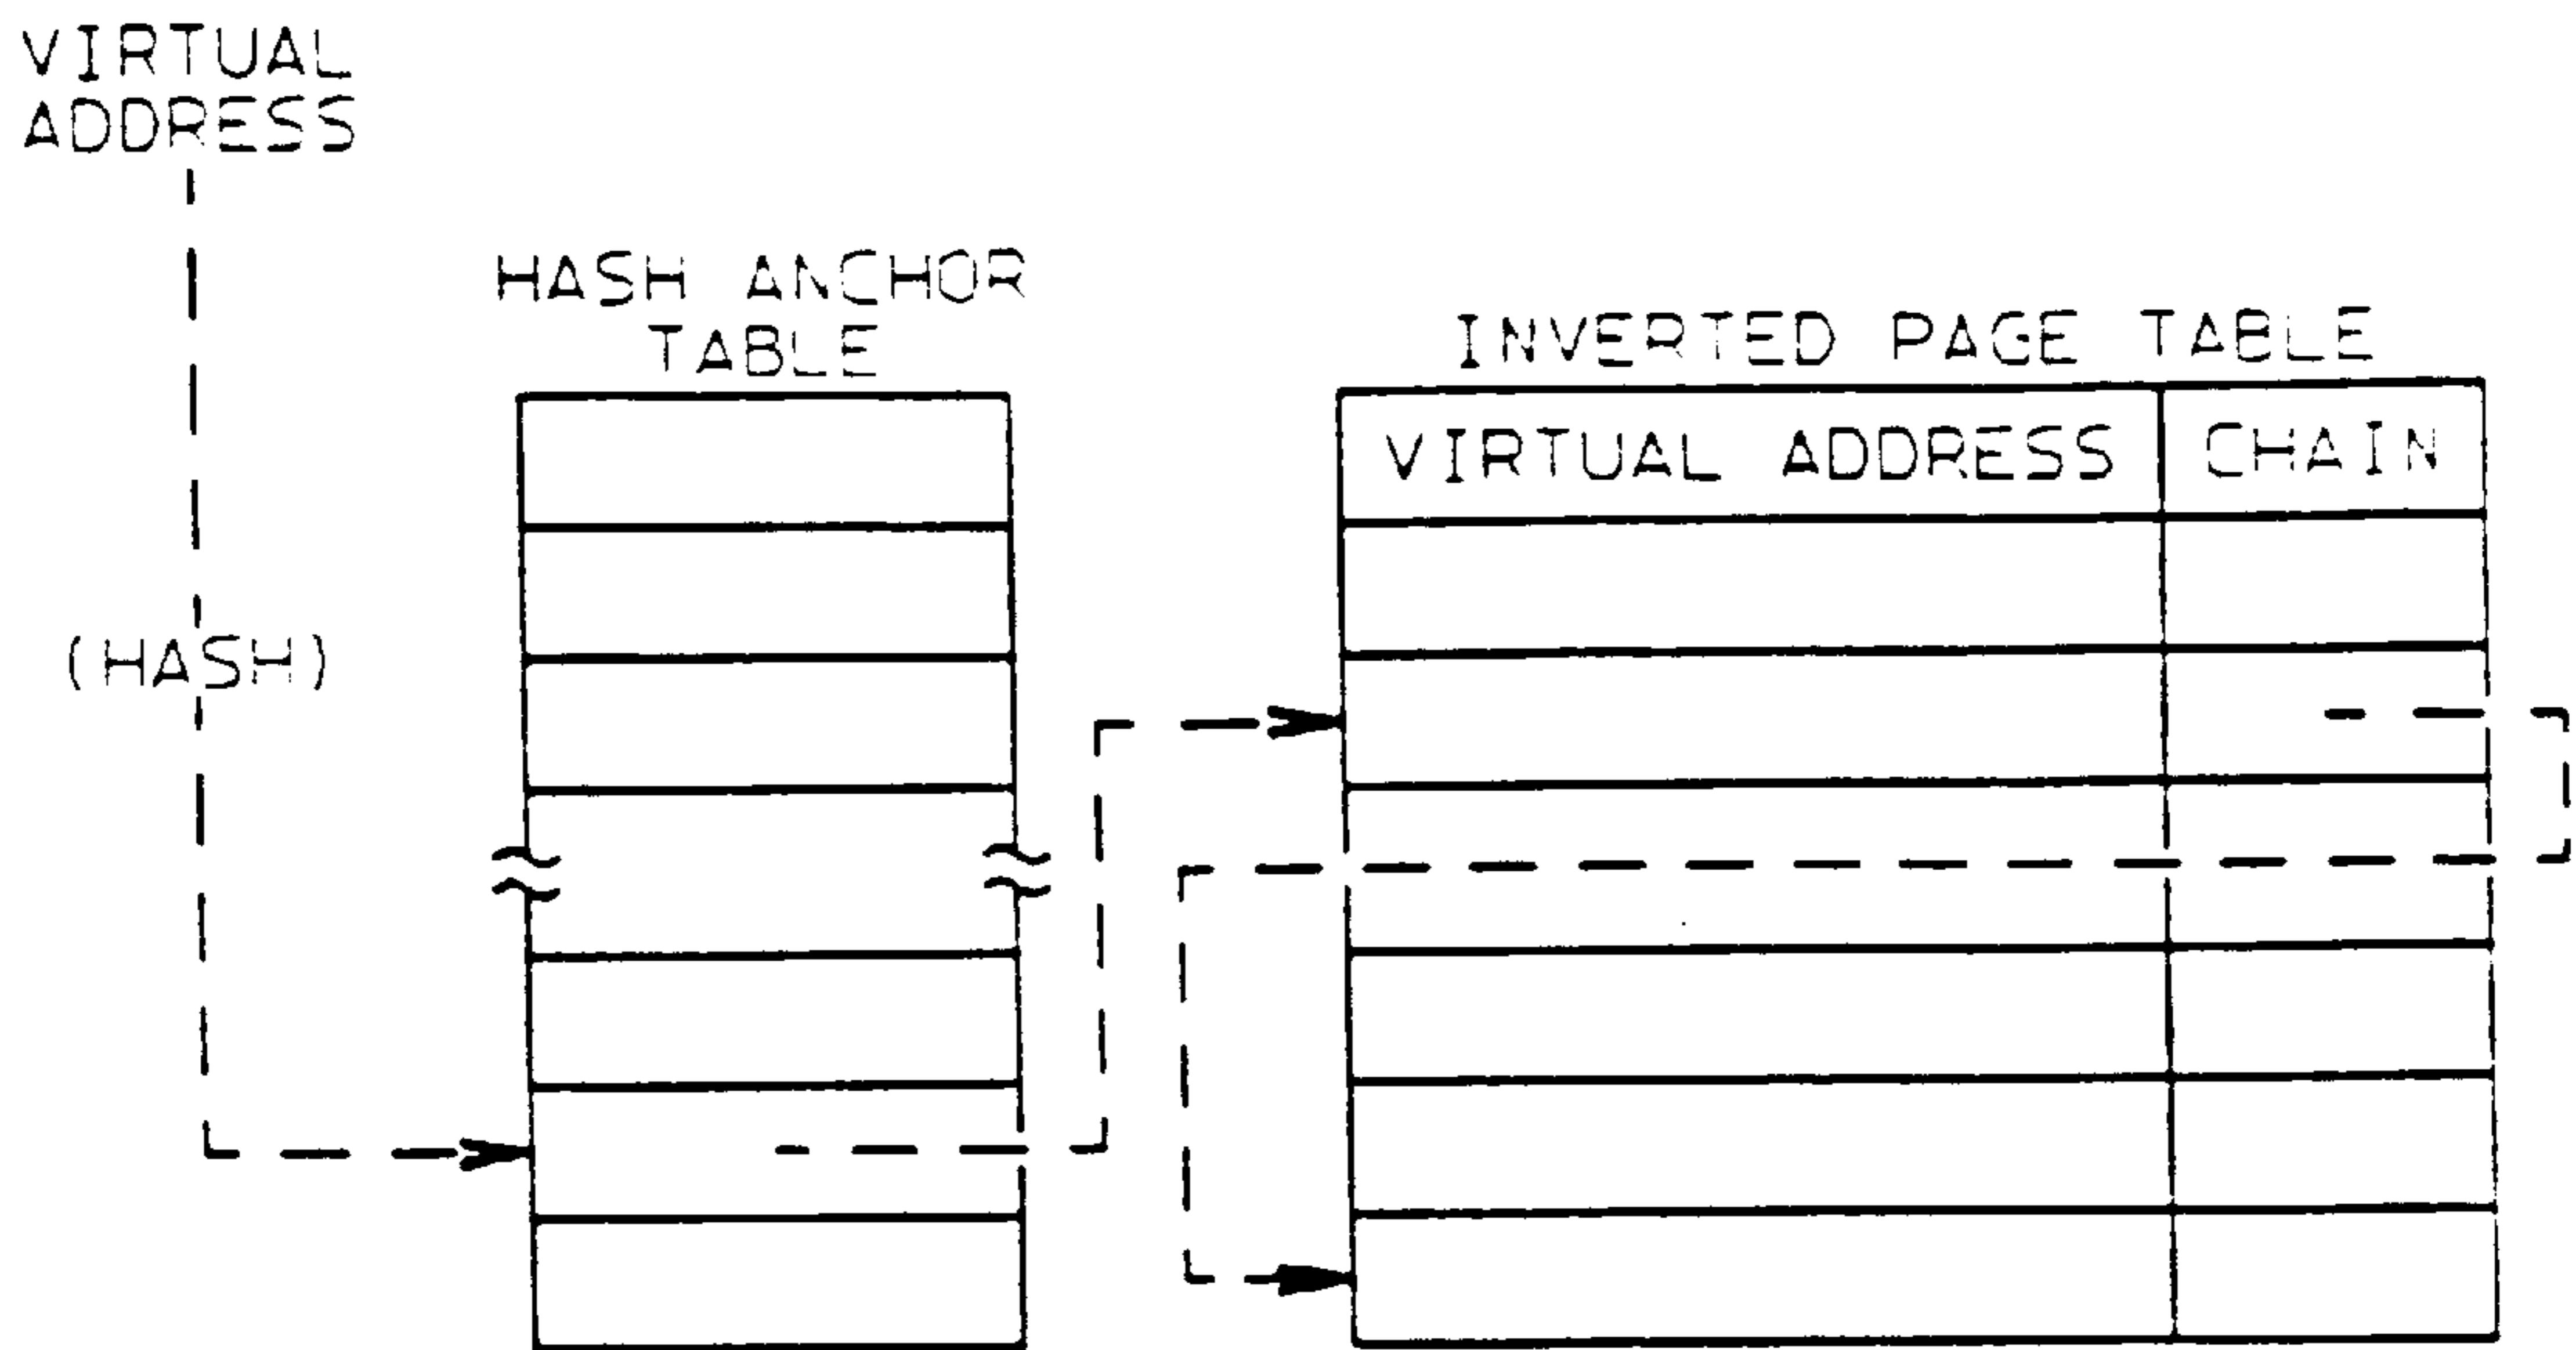 VIRTUAL
ADDRESS
HASH ANCHOR
TABLE
INVERTED PAGE TABLE
VIRTUAL ADDRESS
CHAIN
(HASH)